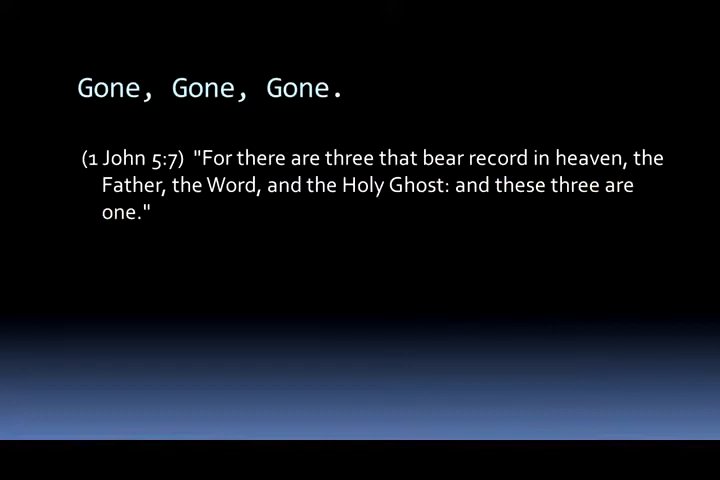 Gone, Gone, Gone.
(1 John 5:7)  "For there are three that bear record in heaven, the
Father, the Word, and the Holy Ghost: and these three are
one."